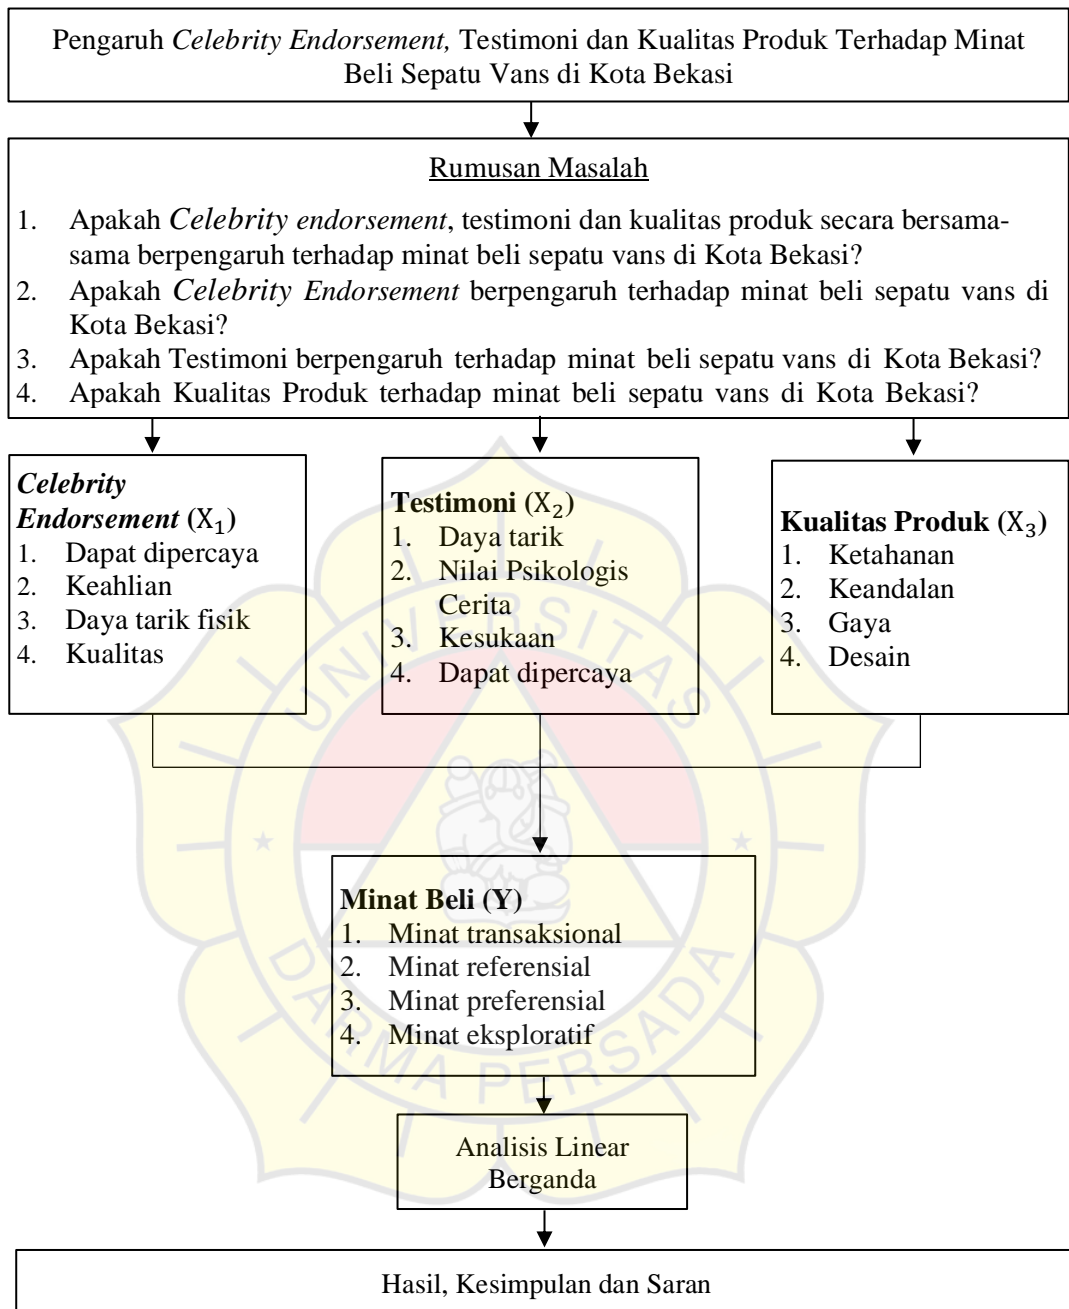 Pengaruh Celebrity Endorsement, Testimoni dan Kualitas Produk Terhadap Minat
Beli Sepatu Vans di Kota Bekasi
Rumusan Masalah
1. Apakah Celebrity endorsement, testimoni dan kualitas produk secara bersama-
sama berpengaruh terhadap minat beli sepatu vans di Kota Bekasi?
2. Apakah Celebrity Endorsement berpengaruh terhadap minat beli sepatu vans di
Kota Bekasi?
3. Apakah Testimoni berpengaruh terhadap minat beli sepatu vans di Kota Bekasi?
4. Apakah Kualitas Produk terhadap minat beli sepatu vans di Kota Bekasi?
Celebrity
Endorsement (X₁)
1. Dapat dipercaya
2. Keahlian
3. Daya tarik fisik
4. Kualitas
Testimoni (X₂)
1. Daya tarik
2. Nilai Psikologis
Cerita
3. Kesukaan
4. Dapat dipercaya
Kualitas Produk (X₃)
1. Ketahanan
2. Keandalan
3. Gaya
4. Desain
Minat Beli (Y)
1. Minat transaksional
2. Minat referensial
3. Minat preferensial
4. Minat eksploratif
Analisis Linear
Berganda
Hasil, Kesimpulan dan Saran
UNIVERSITAS
DARMA PERSADA